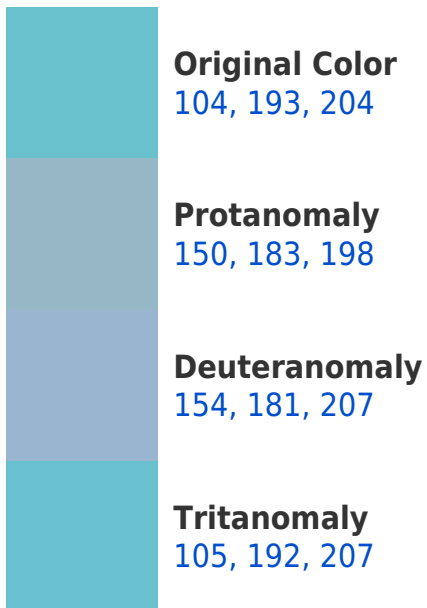 Original Color
104, 193, 204
Protanomaly
150, 183, 198
Deuteranomaly
154, 181, 207
Tritanomaly
105, 192, 207